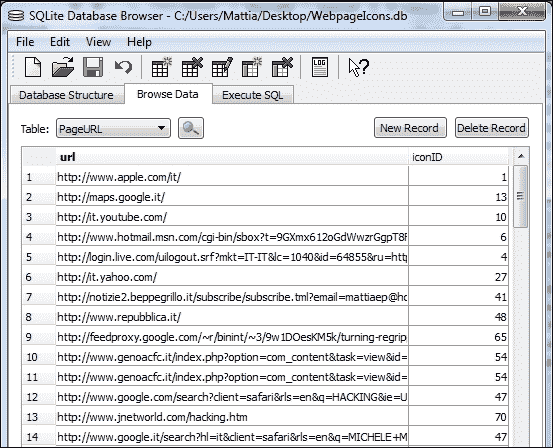 SQLite Database Browser - C:/Users/Mattia/Desktop/WebpageIcons.db
File Edit View Help
LOG
Database Structure Browse Data Execute SQL
Table: PageURL New Record Delete Record
url iconID
1 http://www.apple.com/it/ 1
2 http://maps.google.it/ 13
3 http://it.youtube.com/ 10
4 http://www.hotmail.msn.com/cgi-bin/sbox?t=9GXmx612oGdWwzrGgpT8F 6
5 http://login.live.com/uilogout.srf?mkt=IT-IT&lc=1040&id=64855&ru=http 4
6 http://it.yahoo.com/ 27
7 http://notizie2.beppegrillo.it/subscribe/subscribe.tml?email=mattiaep@ho 41
8 http://www.repubblica.it/ 48
9 http://feedproxy.google.com/~r/binint/~3/9w1DOesKM5k/turning-regrip 65
10 http://www.genoacfc.it/index.php?option=com_content&task=view&id= 54
11 http://www.genoacfc.it/index.php?option=com_content&task=view&id= 54
12 http://www.google.com/search?client=safari&rls=en&q=HACKING&ie=U 47
13 http://www.jnetworld.com/hacking.htm 70
14 http://www.google.it/search?hl=it&client=safari&rls=en&q=MICHELE+M 47